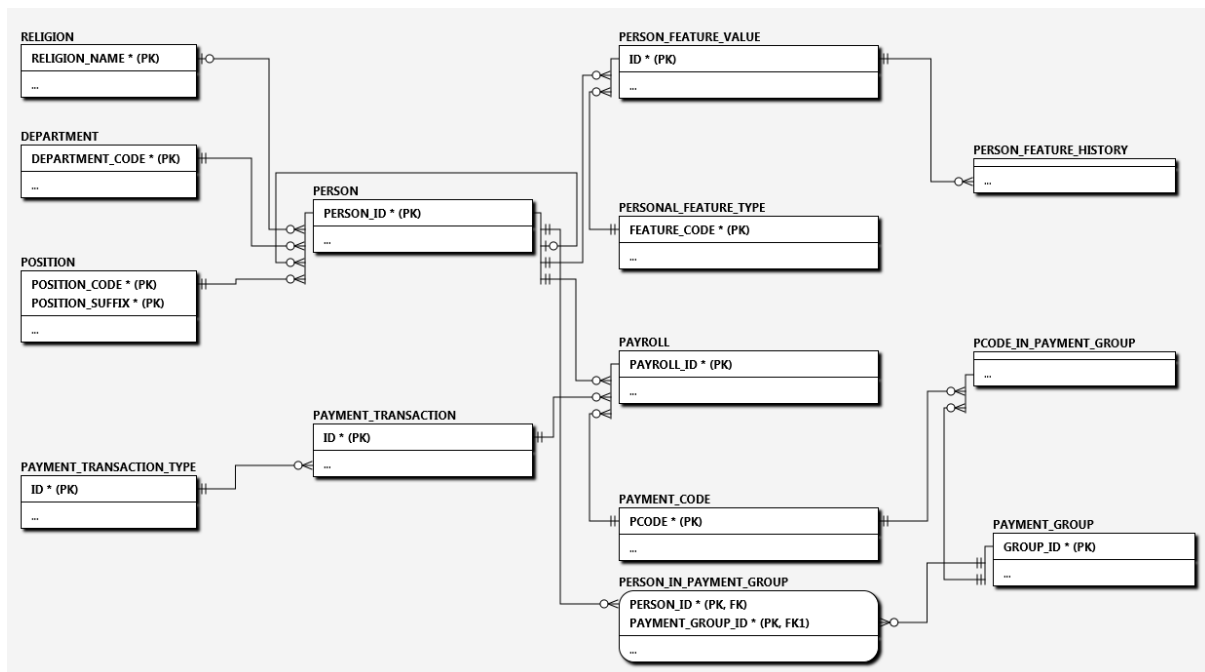 RELIGION
RELIGION_NAME * (PK)
...
DEPARTMENT
DEPARTMENT_CODE * (PK)
...
POSITION
POSITION_CODE * (PK)
POSITION_SUFFIX * (PK)
...
PAYMENT_TRANSACTION_TYPE
ID * (PK)
...
PERSON
PERSON_ID * (PK)
...
PAYMENT_TRANSACTION
ID * (PK)
...
PERSON_FEATURE_VALUE
ID * (PK)
...
PERSONAL_FEATURE_TYPE
FEATURE_CODE * (PK)
...
PAYROLL
PAYROLL_ID * (PK)
...
PAYMENT_CODE
PCODE * (PK)
...
PERSON_IN_PAYMENT_GROUP
PERSON_ID * (PK, FK)
PAYMENT_GROUP_ID * (PK, FK1)
...
PERSON_FEATURE_HISTORY
...
PCODE_IN_PAYMENT_GROUP
...
PAYMENT_GROUP
GROUP_ID * (PK)
...